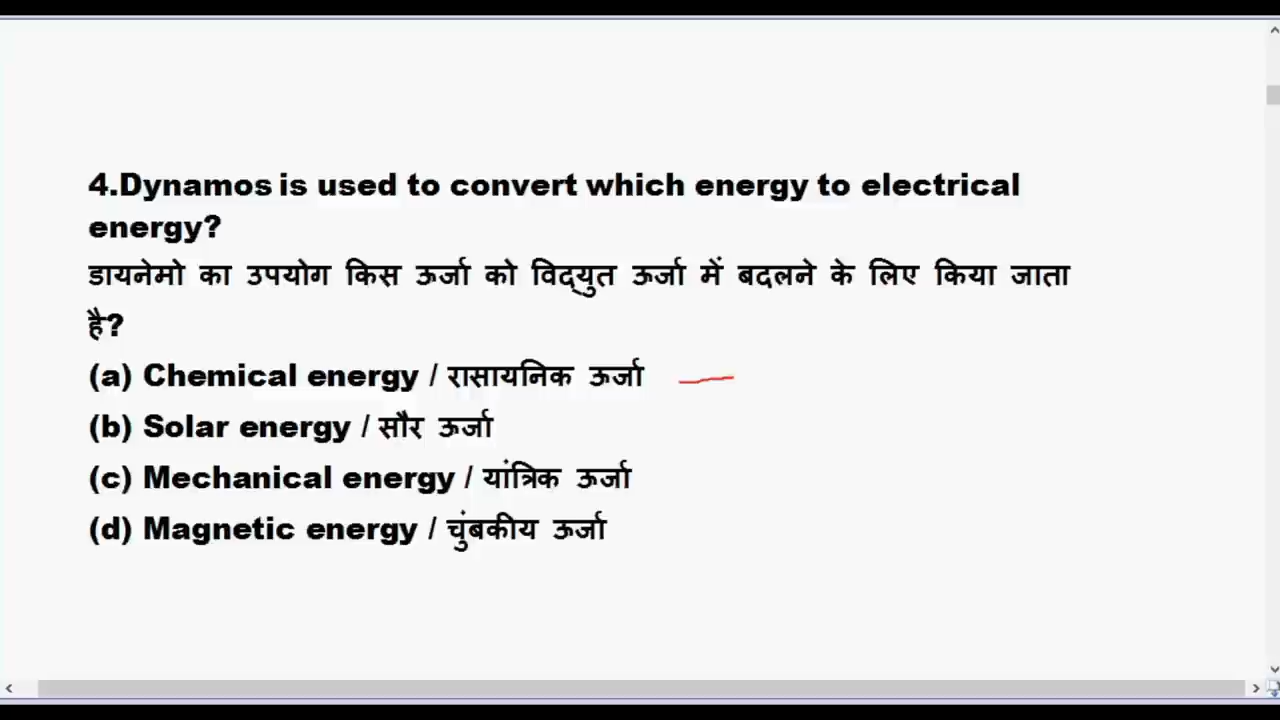 4.Dynamos is used to convert which energy to electrical
energy?
डायनेमो का उपयोग किस ऊर्जा को विद्युत ऊर्जा में बदलने के लिए किया जाता
है?
(a) Chemical energy / रासायनिक ऊर्जा
(b) Solar energy / सौर ऊर्जा
(c) Mechanical energy / यांत्रिक ऊर्जा
(d) Magnetic energy / चुंबकीय ऊर्जा